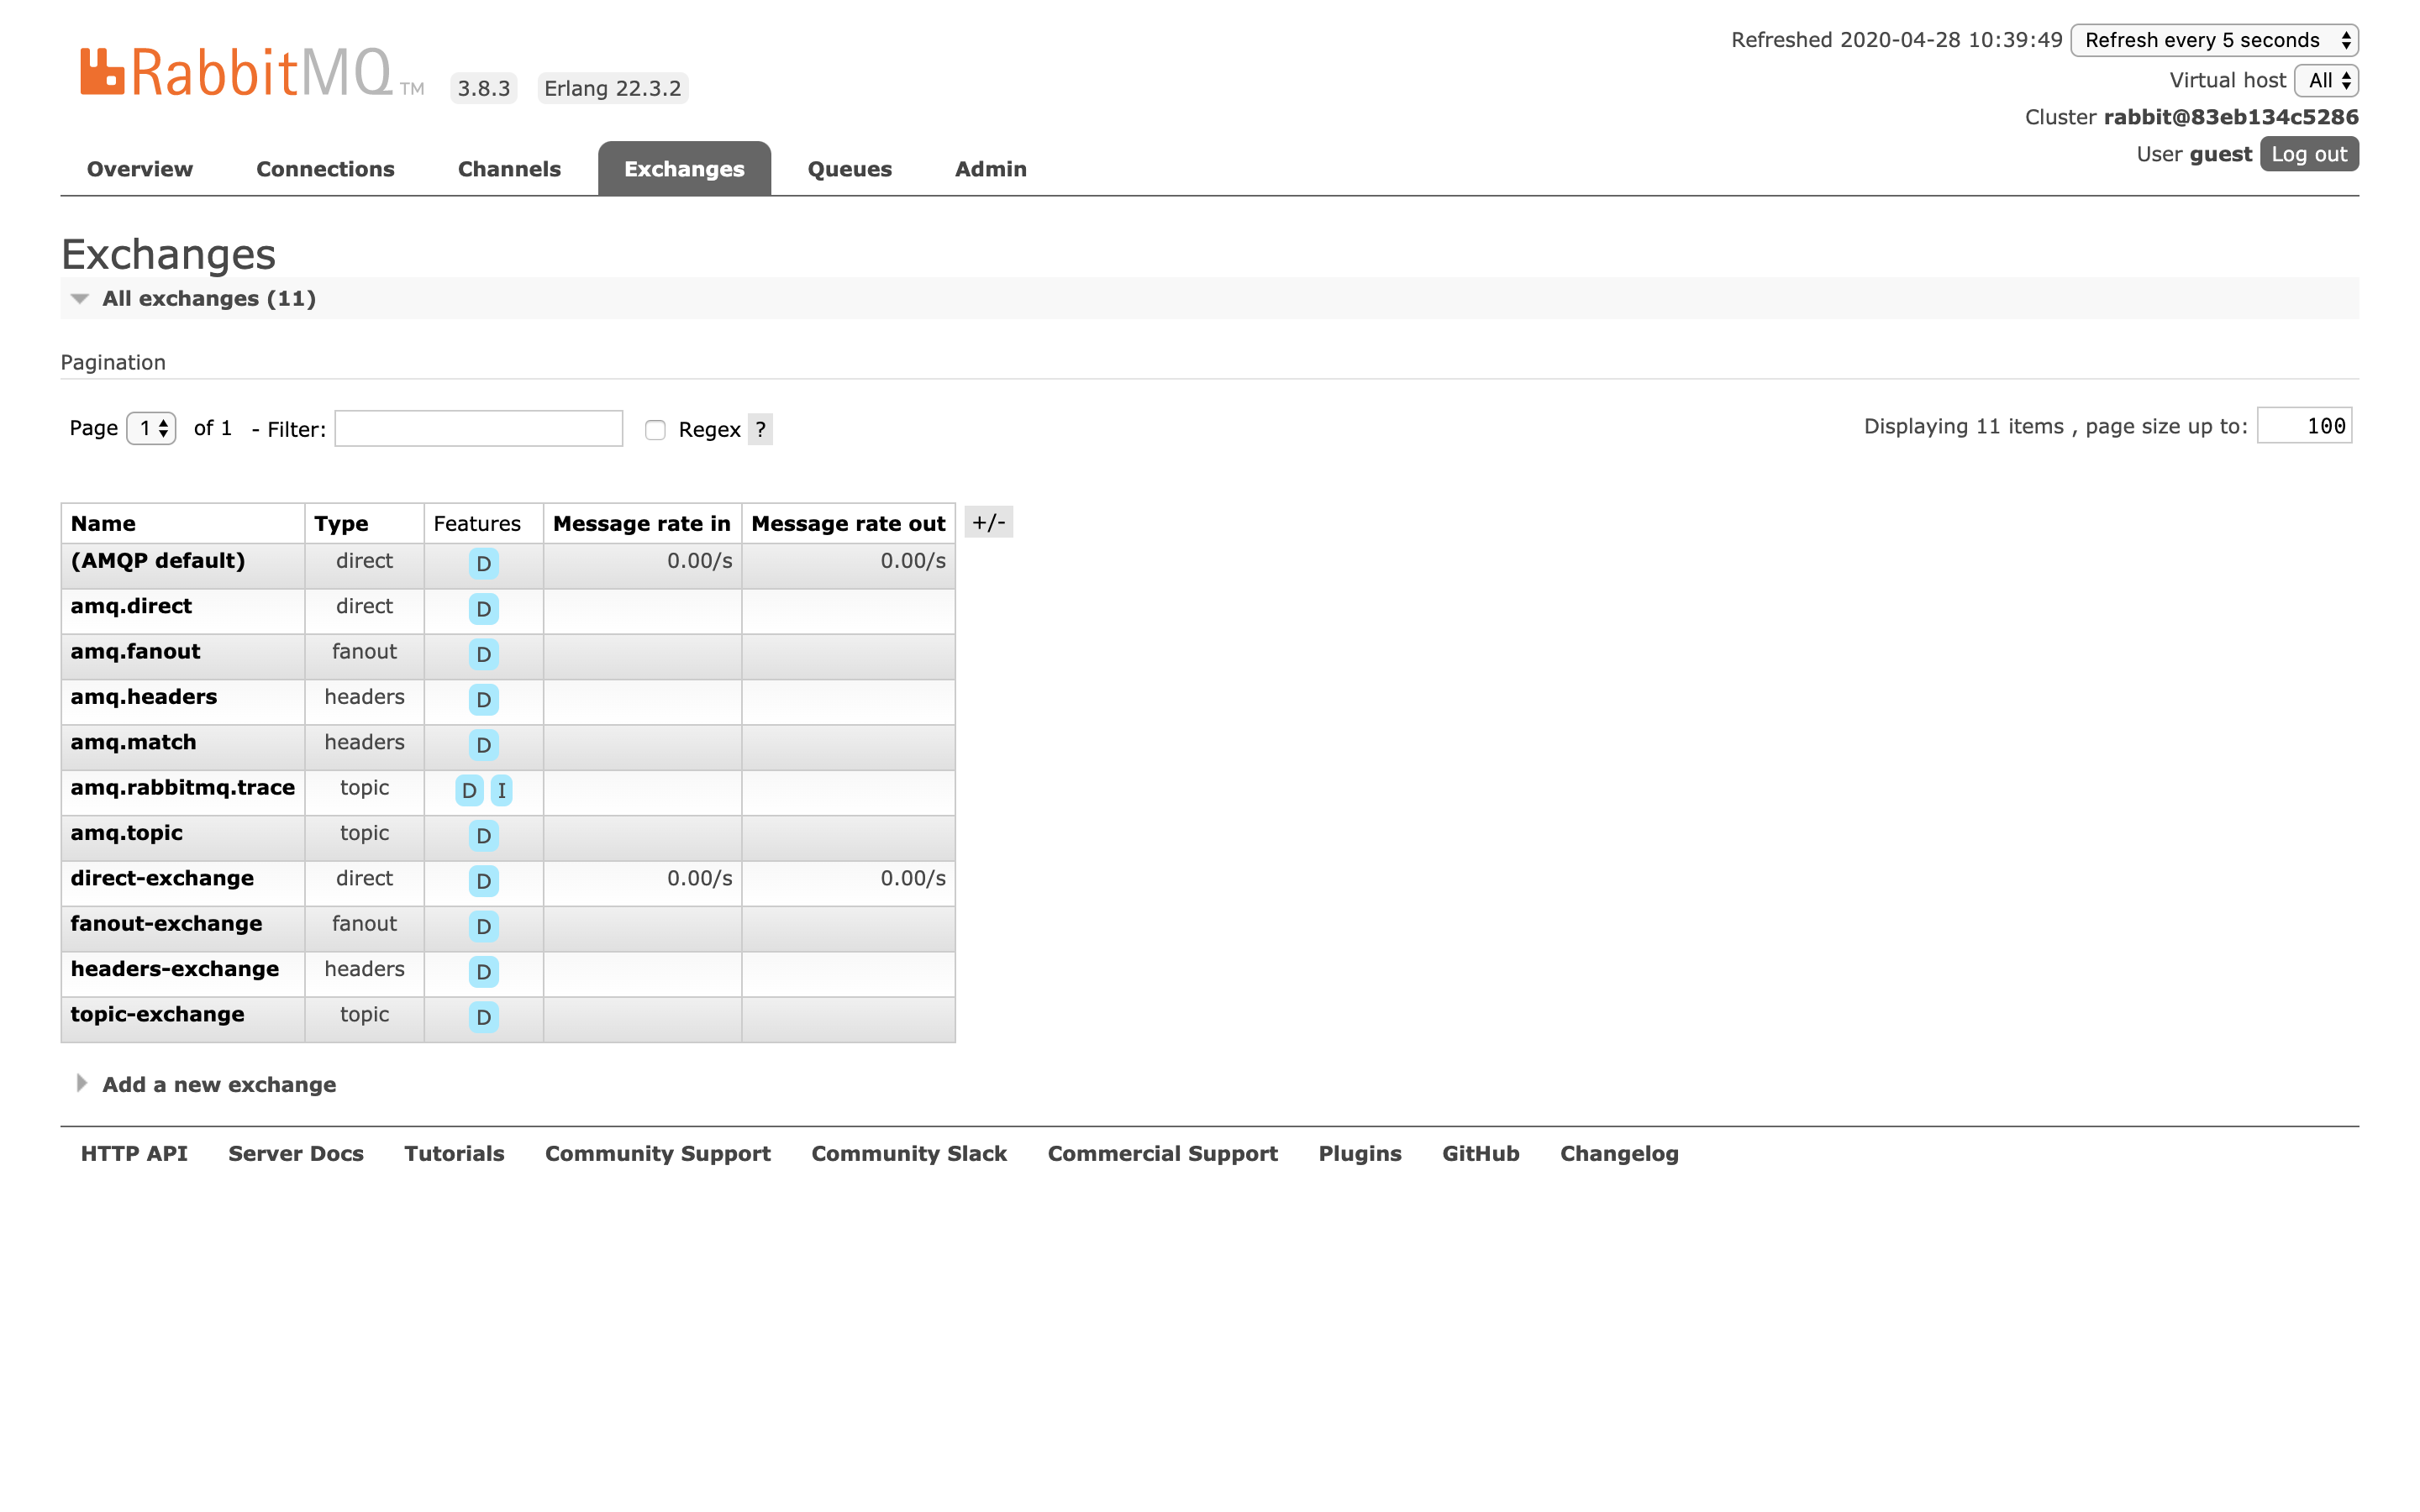 RabbitMQ TM 3.8.3 Erlang 22.3.2
Refreshed 2020-04-28 10:39:49 Refresh every 5 seconds
Virtual host All
Cluster rabbit@83eb134c5286
User guest Log out
Overview Connections Channels Exchanges Queues Admin
Exchanges
All exchanges (11)
Pagination
Page 1 of 1 - Filter: Regex ? Displaying 11 items , page size up to: 100
Name Type Features Message rate in Message rate out +/-
(AMQP default) direct D 0.00/s 0.00/s
amq.direct direct D
amq.fanout fanout D
amq.headers headers D
amq.match headers D
amq.rabbitmq.trace topic D I
amq.topic topic D
direct-exchange direct D 0.00/s 0.00/s
fanout-exchange fanout D
headers-exchange headers D
topic-exchange topic D
Add a new exchange
HTTP API Server Docs Tutorials Community Support Community Slack Commercial Support Plugins GitHub Changelog